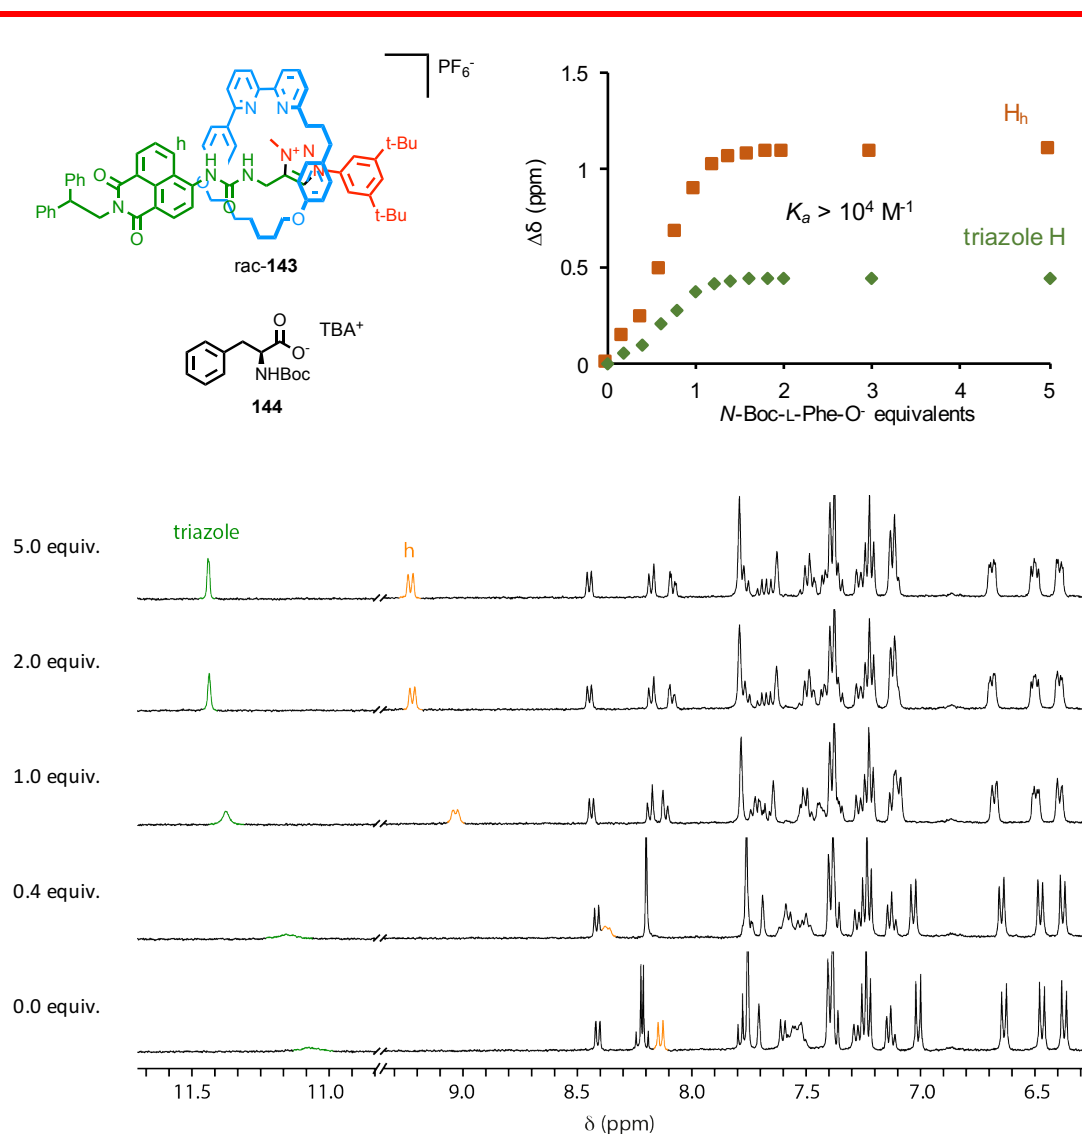 PF6-
h
t-Bu
N
N
N+
N
N
H
H
N
N
O
O
O
O
O
N
Ph
Ph
t-Bu
rac-143
O
O-
TBA+
NHBoc
144
1.5
1
0.5
0
Δδ (ppm)
Hh
Ka > 10^4 M-1
triazole H
0 1 2 3 4 5
N-Boc-L-Phe-O- equivalents
triazole
h
5.0 equiv.
2.0 equiv.
1.0 equiv.
0.4 equiv.
0.0 equiv.
11.5 11.0 9.0 8.5 8.0 7.5 7.0 6.5
δ (ppm)